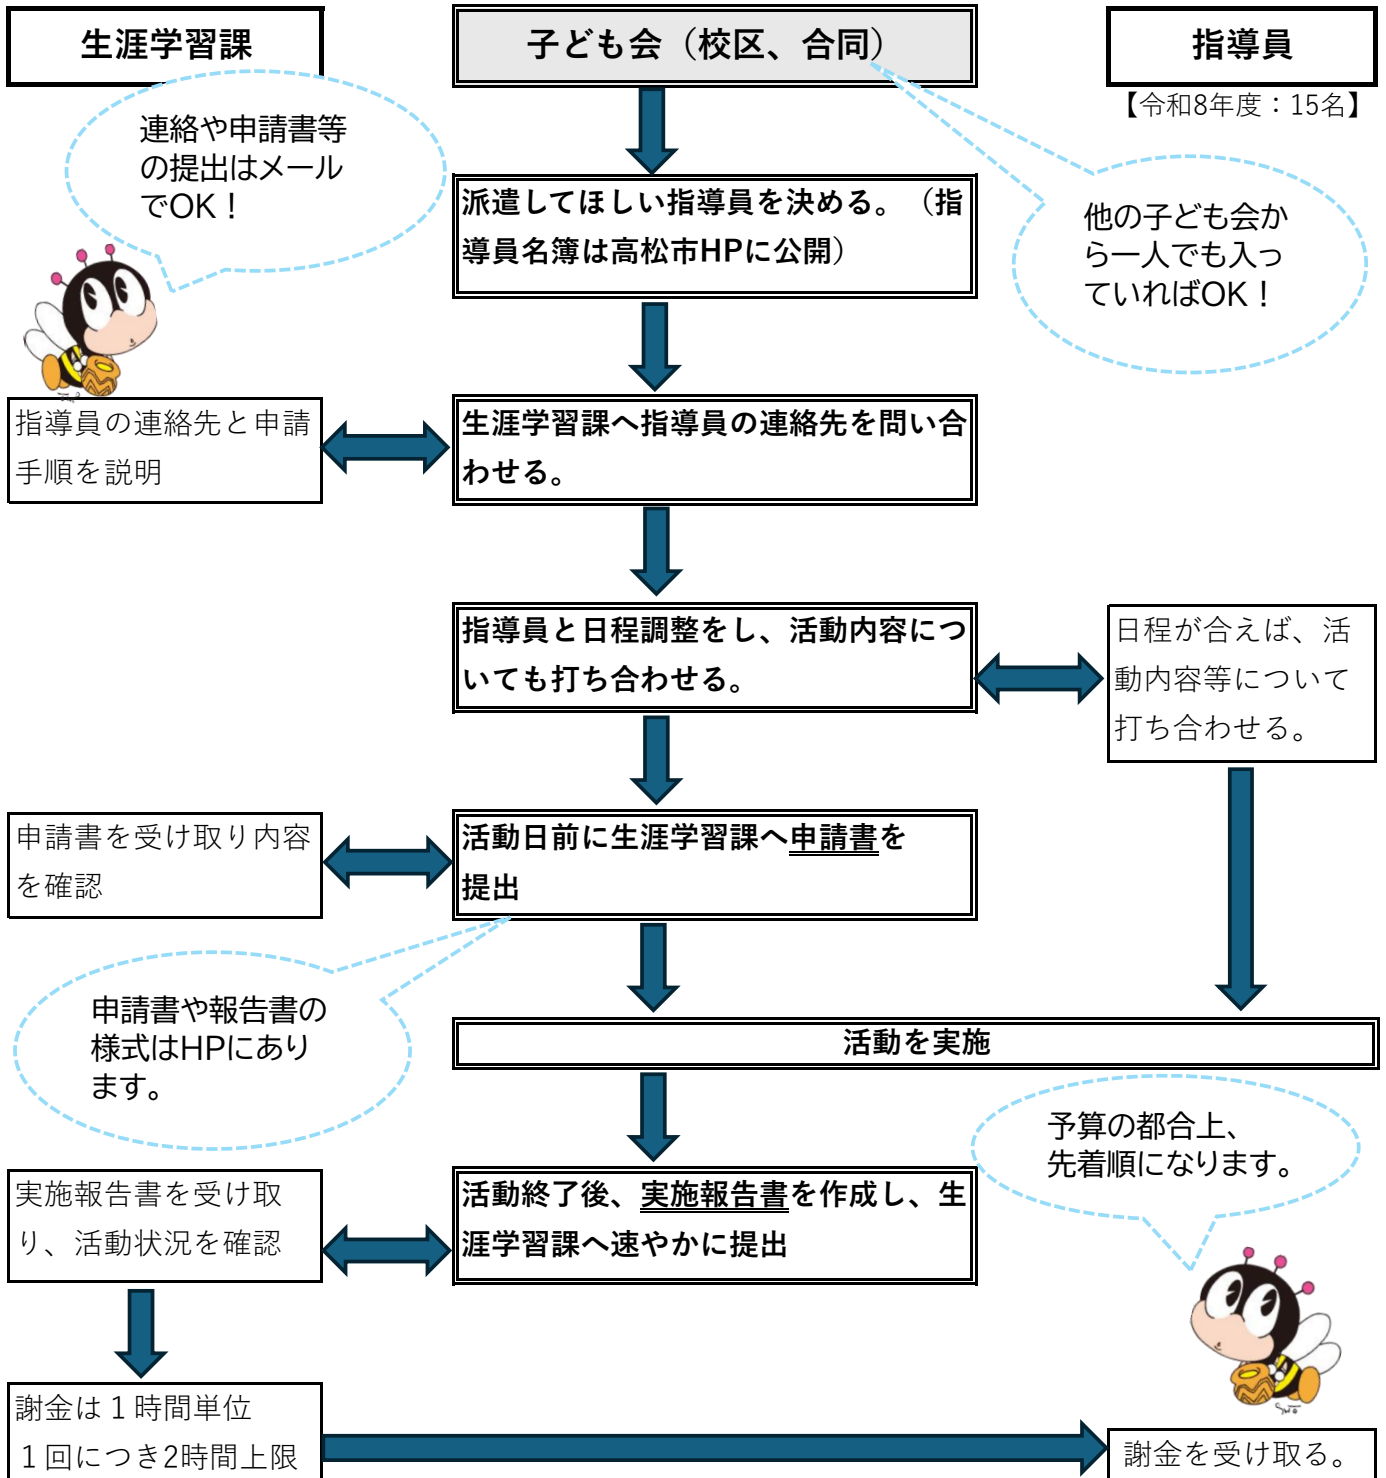 生涯学習課
子ども会（校区、合同）
指導員
【令和8年度：15名】
連絡や申請書等
の提出はメール
でOK！
他の子ども会か
ら一人でも入っ
ていればOK！
派遣してほしい指導員を決める。（指
導員名簿は高松市HPに公開）
指導員の連絡先と申請
手順を説明
生涯学習課へ指導員の連絡先を問い合
わせる。
指導員と日程調整をし、活動内容につ
いても打ち合わせる。
日程が合えば、活
動内容等について
打ち合わせる。
申請書を受け取り内容
を確認
活動日前に生涯学習課へ申請書を
提出
申請書や報告書の
様式はHPにあり
ます。
活動を実施
予算の都合上、
先着順になります。
実施報告書を受け取
り、活動状況を確認
活動終了後、実施報告書を作成し、生
涯学習課へ速やかに提出
謝金は１時間単位
１回につき2時間上限
謝金を受け取る。